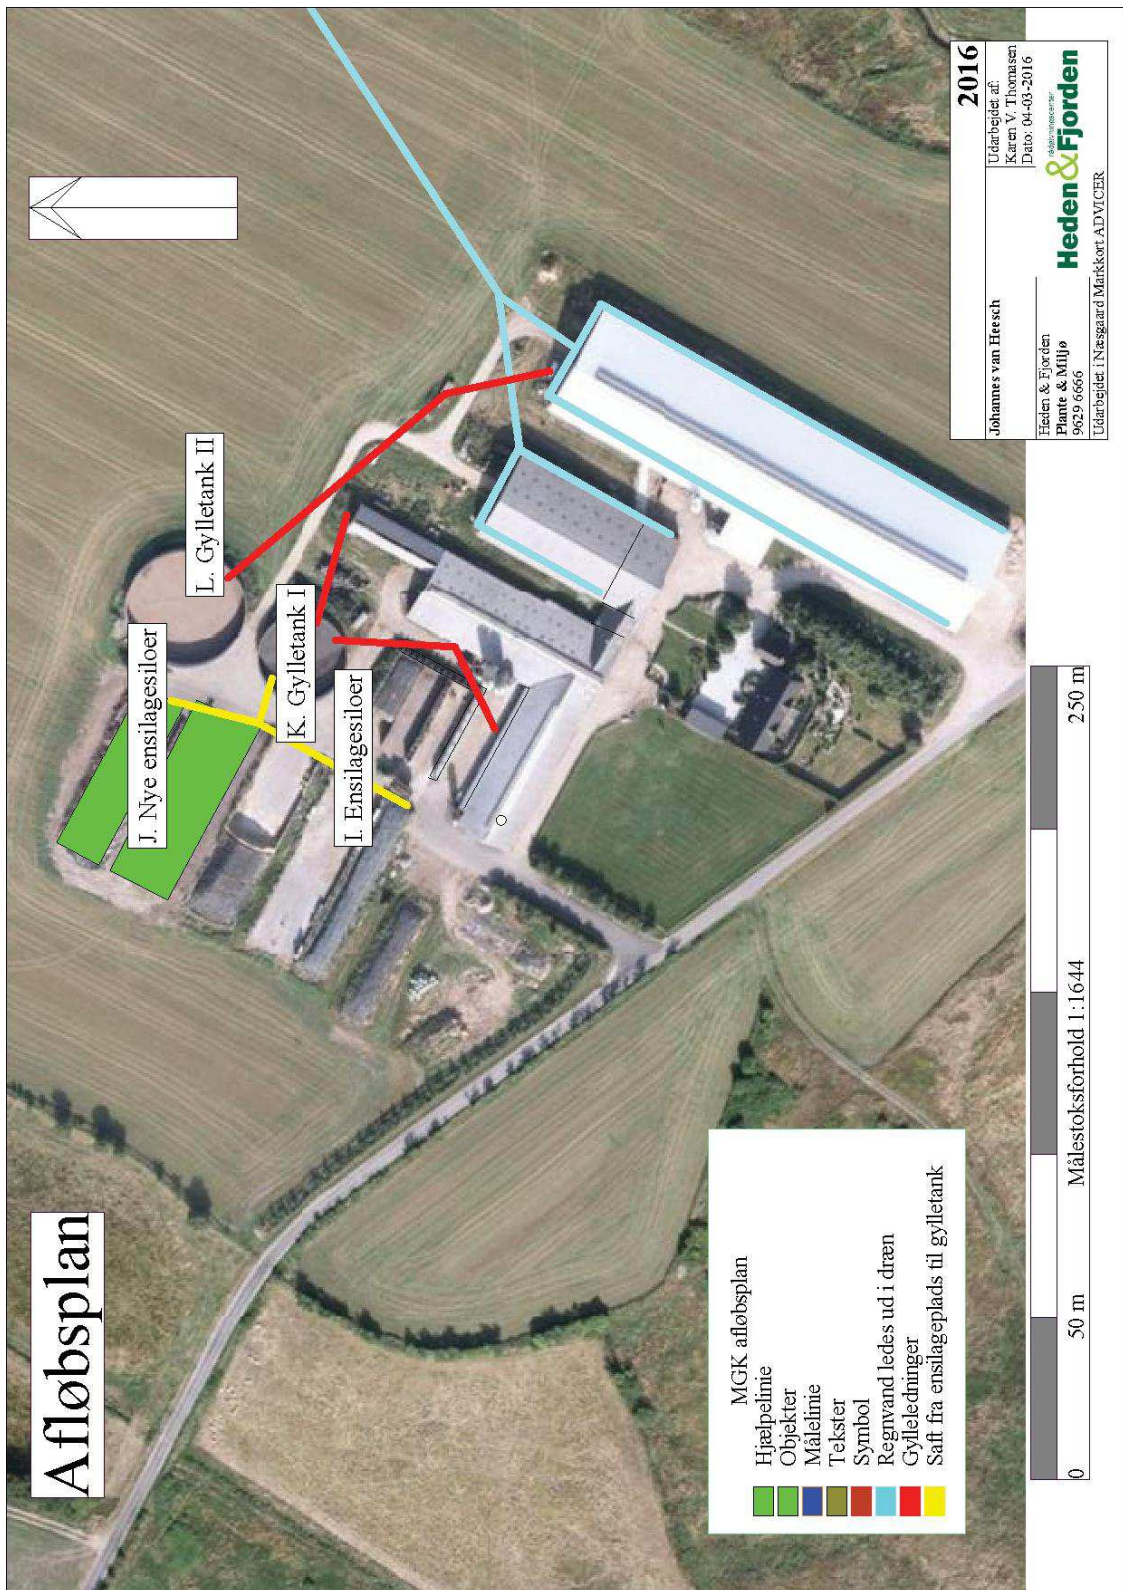 Afløbsplan
L. Gylletank II
J. Nye ensilagesiloer
K. Gylletank I
I. Ensilagesiloer
MGK afløbsplan
Hjælpelinie
Objekter
Målelinie
Tekster
Symbol
Regnvand ledes ud i dræn
Gylleledninger
Saft fra ensilageplads til gylletank
0
50 m
Målestoksforhold 1:1644
250 m
2016
Johannes van Heesch
Udarbejdet af:
Karen V. Thomasen
Dato: 04-03-2016
Heden & Fjorden
Plante & Miljø
9629 6666
rådgivningscenter
Heden&Fjorden
Udarbejdet i Næsgaard Markkort ADVICER